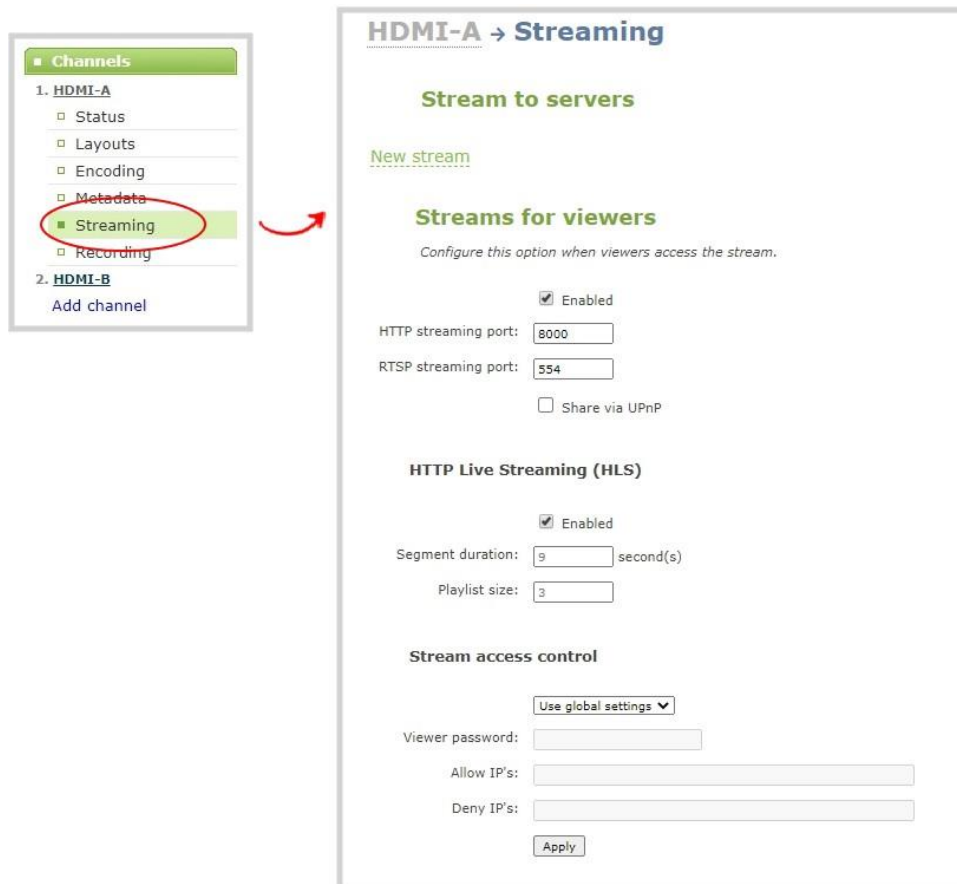 Channels
1. HDMI-A
Status
Layouts
Encoding
Metadata
Streaming
Recording
2. HDMI-B
Add channel
HDMI-A → Streaming
Stream to servers
New stream
Streams for viewers
Configure this option when viewers access the stream.
Enabled
HTTP streaming port: 8000
RTSP streaming port: 554
Share via UPnP
HTTP Live Streaming (HLS)
Enabled
Segment duration: 9 second(s)
Playlist size: 3
Stream access control
Use global settings
Viewer password:
Allow IP's:
Deny IP's:
Apply